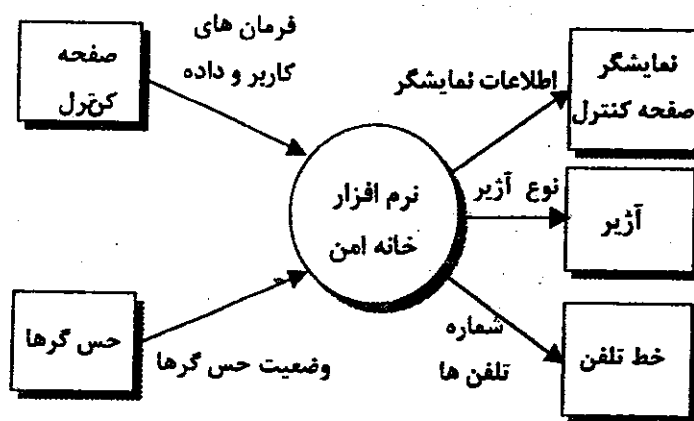 صفحه
کنترل
فرمان های
کاربر و داده
نمایشگر
صفحه کنترل
اطلاعات نمایشگر
نرم افزار
خانه امن
نوع آژیر
آژیر
حس گرها
وضعیت حس گرها
شماره
تلفن ها
خط تلفن